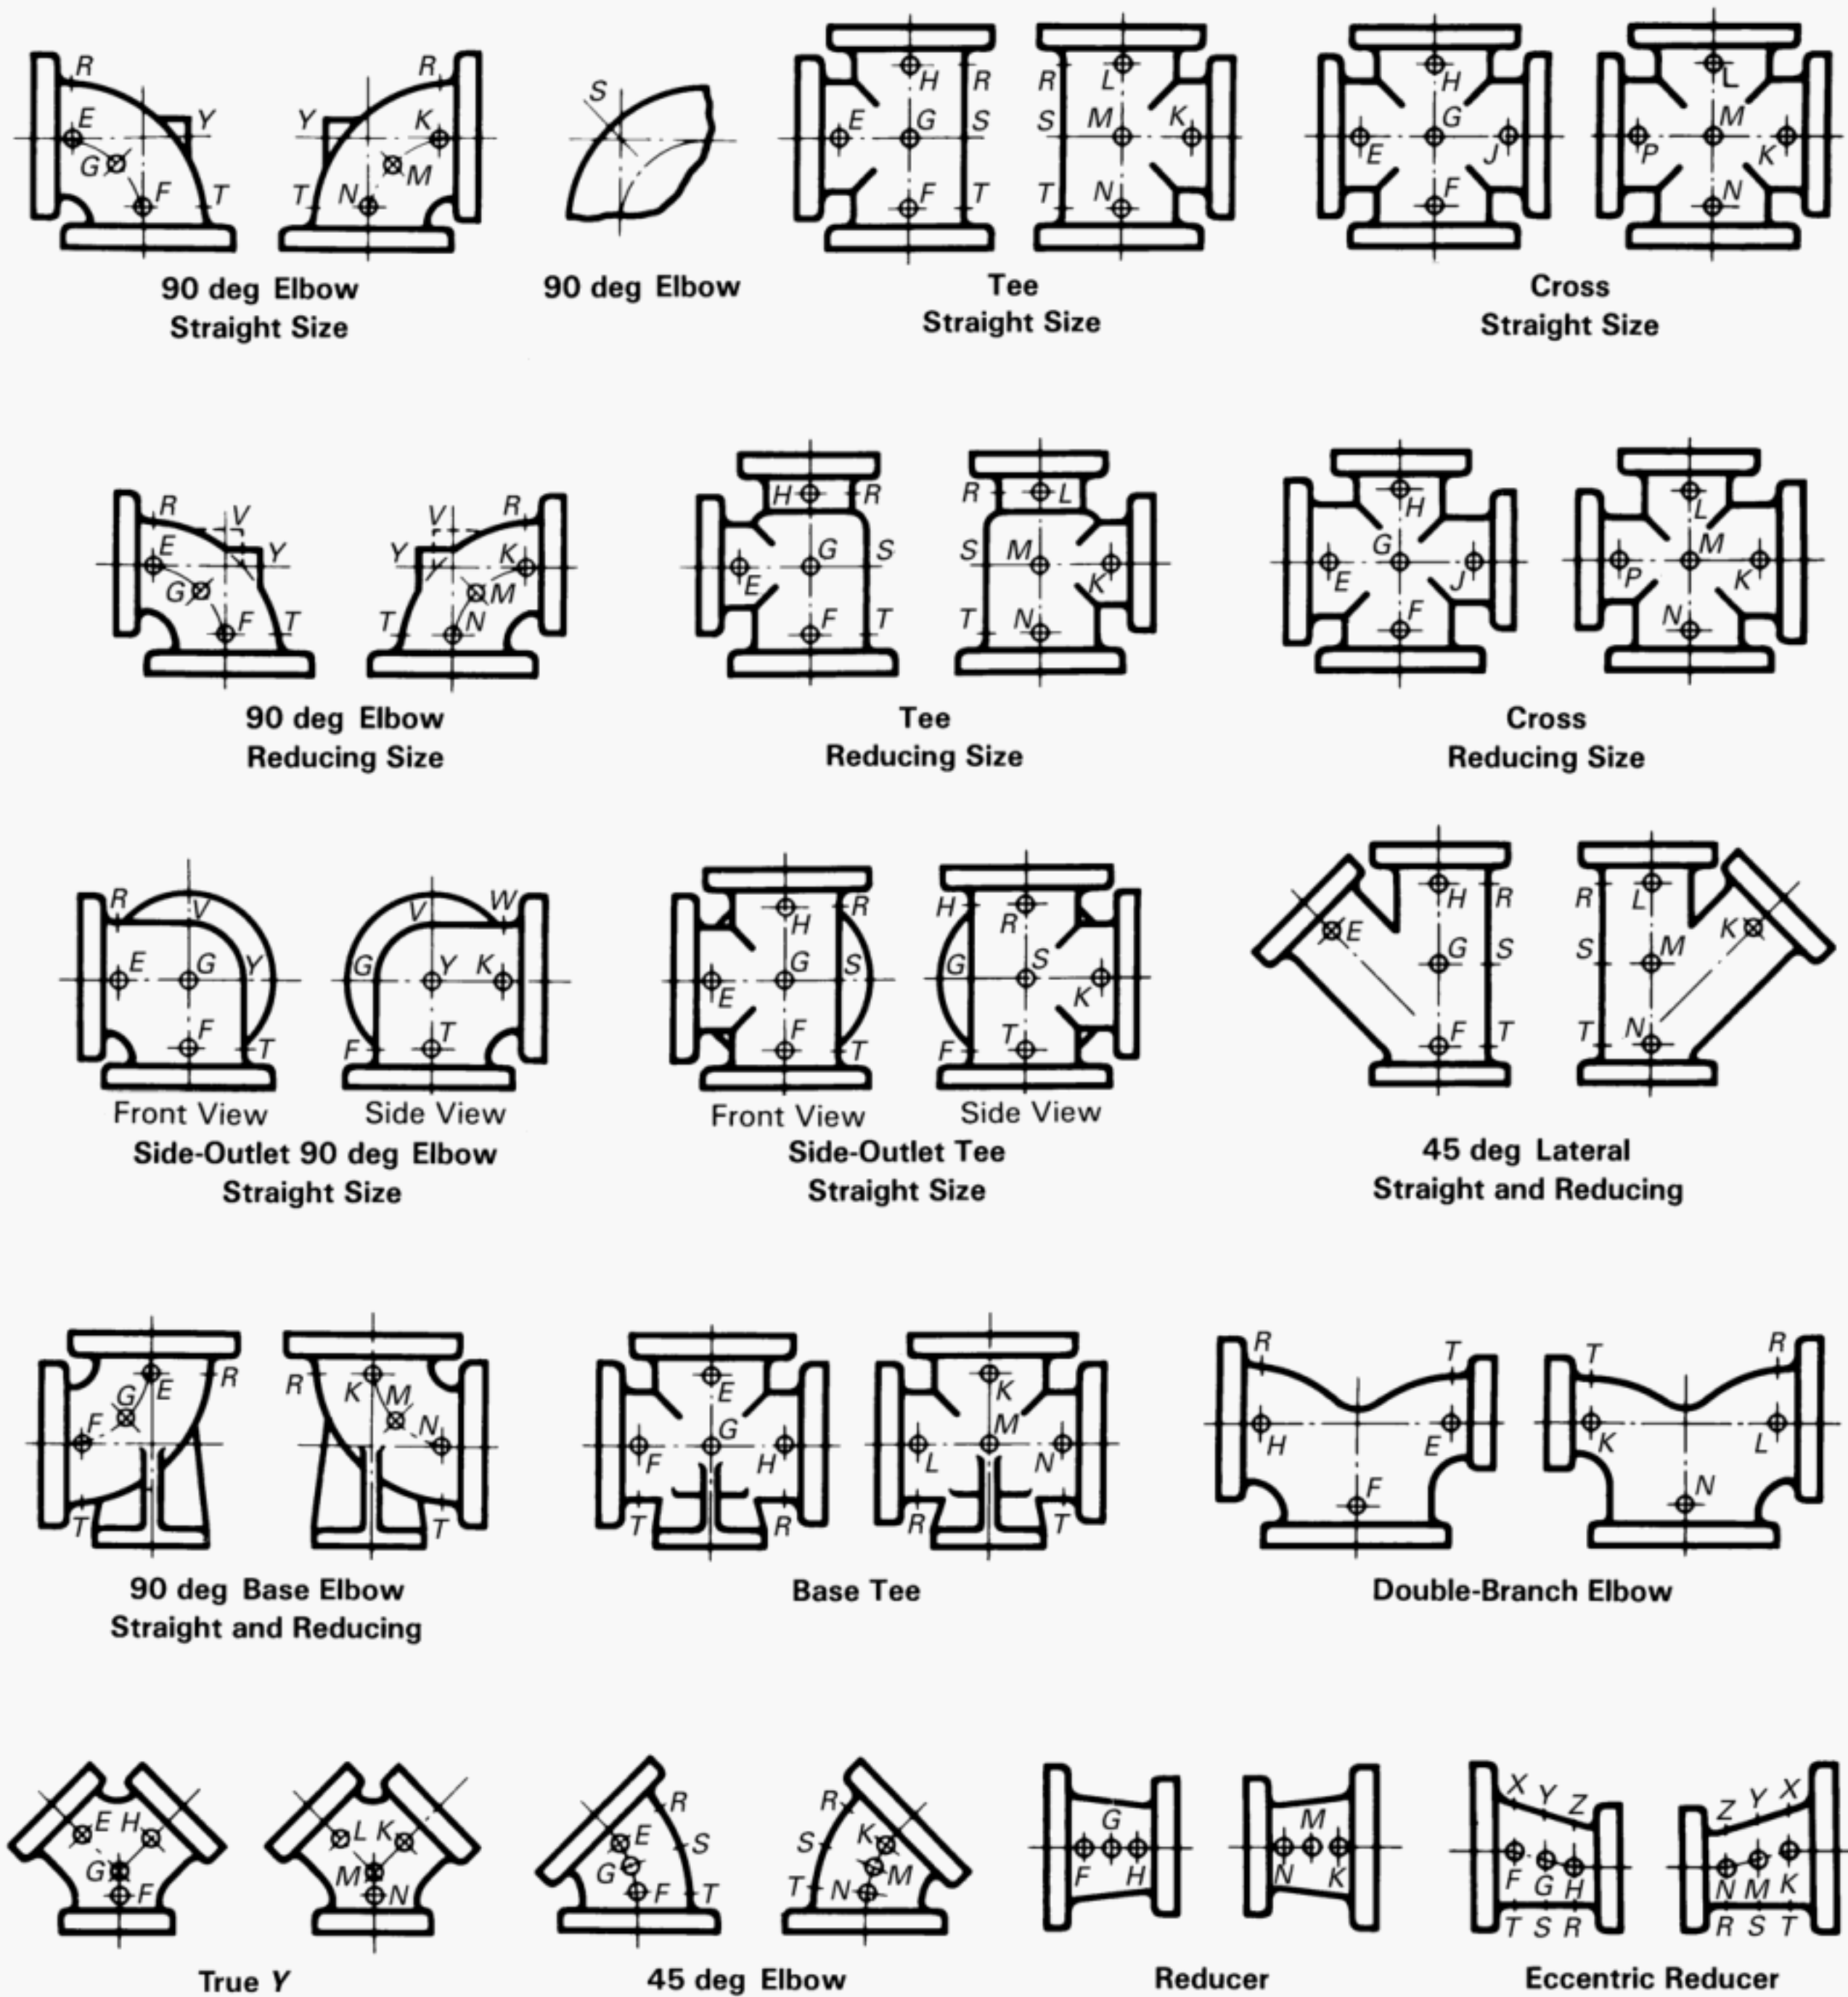 R
E
Y
G
F
T
R
Y
K
M
T
N
90 deg Elbow
Straight Size
S
90 deg Elbow
H R
E G S
F T
R L
S M K
T N
Tee
Straight Size
H
G
E J
F
L
M
P K
N
Cross
Straight Size
R V
E Y
G
F T
V R
Y K
M
T N
90 deg Elbow
Reducing Size
H R
G S
E
F T
R L
S M
K
T N
Tee
Reducing Size
H
G
E J
F
L
M
P K
N
Cross
Reducing Size
R V
E G Y
F T
Front View
V W
G Y K
F T
Side View
Side-Outlet 90 deg Elbow
Straight Size
R
H
G S
E
F T
Front View
H R
G S
K
F T
Side View
Side-Outlet Tee
Straight Size
H R
E
G S
F T
R L
K
S M
T N
45 deg Lateral
Straight and Reducing
G E R
F
T
R K M
N
T
90 deg Base Elbow
Straight and Reducing
E
G
F H
T R
K
M
L N
R T
Base Tee
R T
H E
F
T R
K L
N
Double-Branch Elbow
E H
G
F
L K
M
N
True Y
R
E S
G
F T
R
S K
M
T N
45 deg Elbow
G
F H
M
N K
Reducer
X Y Z
F G H
T S R
Z Y X
N M K
R S T
Eccentric Reducer